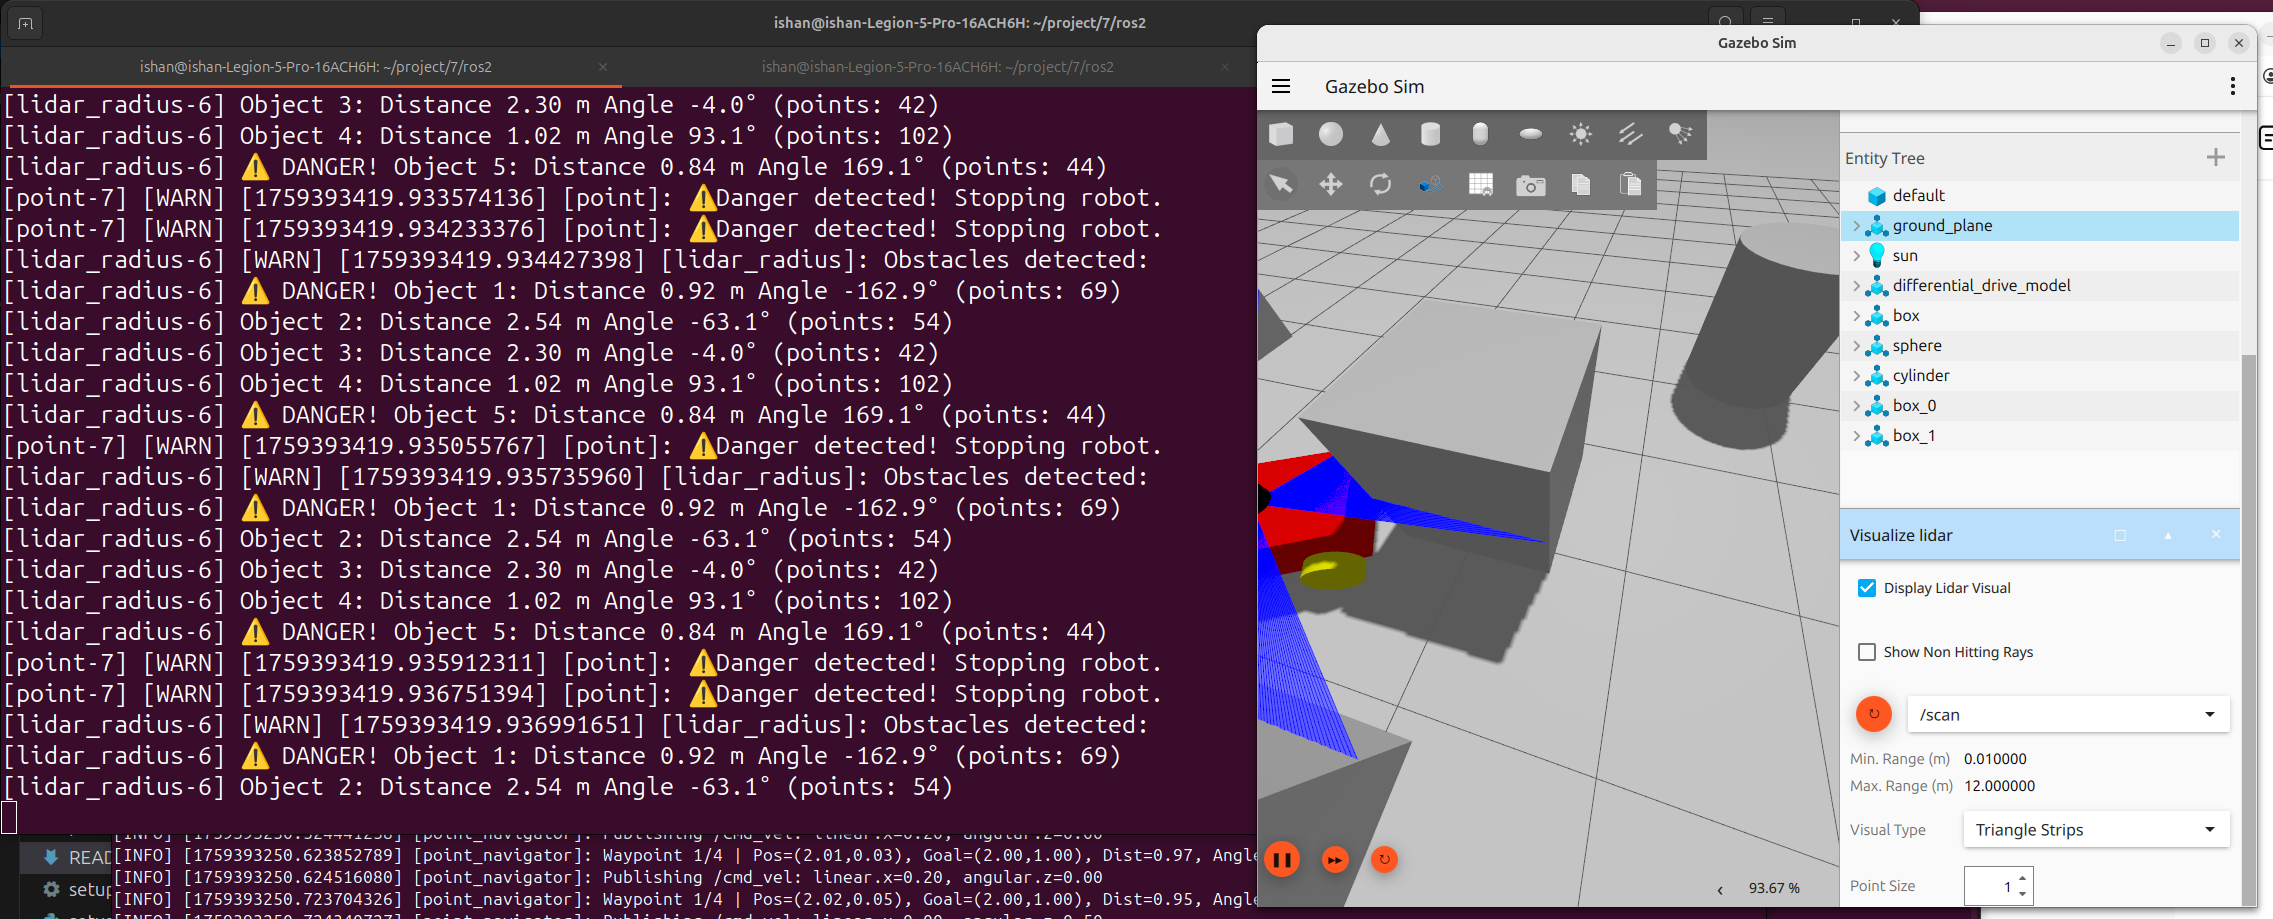 ishan@ishan-Legion-5-Pro-16ACH6H: ~/project/7/ros2
ishan@ishan-Legion-5-Pro-16ACH6H: ~/project/7/ros2
ishan@ishan-Legion-5-Pro-16ACH6H: ~/project/7/ros2
[lidar_radius-6] Object 3: Distance 2.30 m Angle -4.0° (points: 42)
[lidar_radius-6] Object 4: Distance 1.02 m Angle 93.1° (points: 102)
[lidar_radius-6] ⚠️ DANGER! Object 5: Distance 0.84 m Angle 169.1° (points: 44)
[point-7] [WARN] [1759393419.933574136] [point]: ⚠️Danger detected! Stopping robot.
[point-7] [WARN] [1759393419.934233376] [point]: ⚠️Danger detected! Stopping robot.
[lidar_radius-6] [WARN] [1759393419.934427398] [lidar_radius]: Obstacles detected:
[lidar_radius-6] ⚠️ DANGER! Object 1: Distance 0.92 m Angle -162.9° (points: 69)
[lidar_radius-6] Object 2: Distance 2.54 m Angle -63.1° (points: 54)
[lidar_radius-6] Object 3: Distance 2.30 m Angle -4.0° (points: 42)
[lidar_radius-6] Object 4: Distance 1.02 m Angle 93.1° (points: 102)
[lidar_radius-6] ⚠️ DANGER! Object 5: Distance 0.84 m Angle 169.1° (points: 44)
[point-7] [WARN] [1759393419.935055767] [point]: ⚠️Danger detected! Stopping robot.
[lidar_radius-6] [WARN] [1759393419.935735960] [lidar_radius]: Obstacles detected:
[lidar_radius-6] ⚠️ DANGER! Object 1: Distance 0.92 m Angle -162.9° (points: 69)
[lidar_radius-6] Object 2: Distance 2.54 m Angle -63.1° (points: 54)
[lidar_radius-6] Object 3: Distance 2.30 m Angle -4.0° (points: 42)
[lidar_radius-6] Object 4: Distance 1.02 m Angle 93.1° (points: 102)
[lidar_radius-6] ⚠️ DANGER! Object 5: Distance 0.84 m Angle 169.1° (points: 44)
[point-7] [WARN] [1759393419.935912311] [point]: ⚠️Danger detected! Stopping robot.
[point-7] [WARN] [1759393419.936751394] [point]: ⚠️Danger detected! Stopping robot.
[lidar_radius-6] [WARN] [1759393419.936991651] [lidar_radius]: Obstacles detected:
[lidar_radius-6] ⚠️ DANGER! Object 1: Distance 0.92 m Angle -162.9° (points: 69)
[lidar_radius-6] Object 2: Distance 2.54 m Angle -63.1° (points: 54)
READ
setup
[INFO] [1759393250.623852789] [point_navigator]: Waypoint 1/4 | Pos=(2.01,0.03), Goal=(2.00,1.00), Dist=0.97, Angle
[INFO] [1759393250.624516080] [point_navigator]: Publishing /cmd_vel: linear.x=0.20, angular.z=0.00
[INFO] [1759393250.723704326] [point_navigator]: Waypoint 1/4 | Pos=(2.02,0.05), Goal=(2.00,1.00), Dist=0.95, Angle
Gazebo Sim
Gazebo Sim
93.67 %
Entity Tree
default
ground_plane
sun
differential_drive_model
box
sphere
cylinder
box_0
box_1
Visualize lidar
Display Lidar Visual
Show Non Hitting Rays
/scan
Min. Range (m) 0.010000
Max. Range (m) 12.000000
Visual Type Triangle Strips
Point Size 1